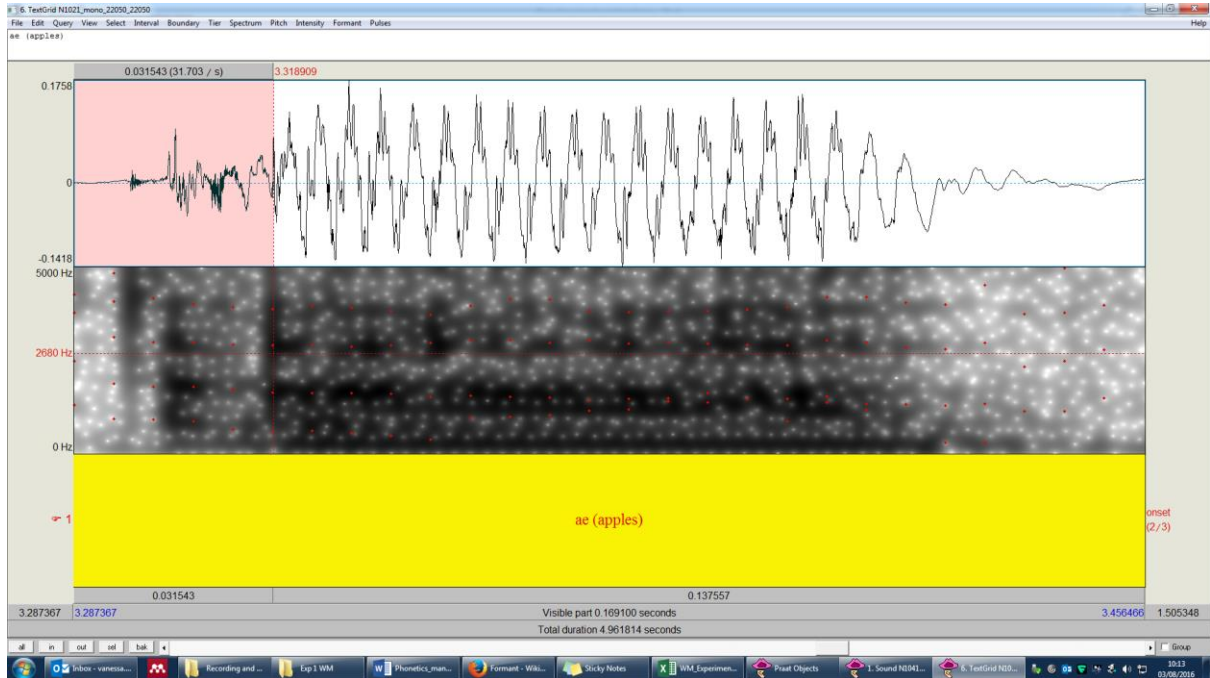 6. TextGrid N1021_mono_22050_22050
File Edit Query View Select Interval Boundary Tier Spectrum Pitch Intensity Formant Pulses Help
ae (apples)
0.031543 (31.703 / s) 3.318909
0.1758
0
-0.1418
5000 Hz
2680 Hz
0 Hz
1 ae (apples) onset
(2/3)
0.031543 0.137557
3.287367 3.287367 Visible part 0.169100 seconds 3.456466 1.505348
Total duration 4.961814 seconds
all in out sel bak Group
Inbox - vanessa.... Recording and ... Exp 1 WM Phonetics_man... Formant - Wiki... Sticky Notes WM_Experimen... Praat Objects 1. Sound N1041... 6. TextGrid N10... 10:13
03/08/2016